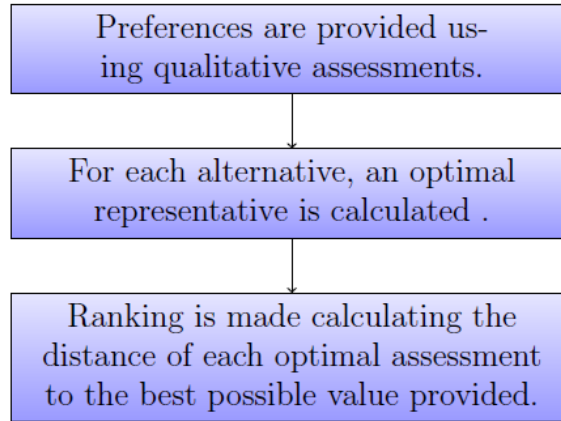 Preferences are provided us-
ing qualitative assessments.
For each alternative, an optimal
representative is calculated .
Ranking is made calculating the
distance of each optimal assessment
to the best possible value provided.